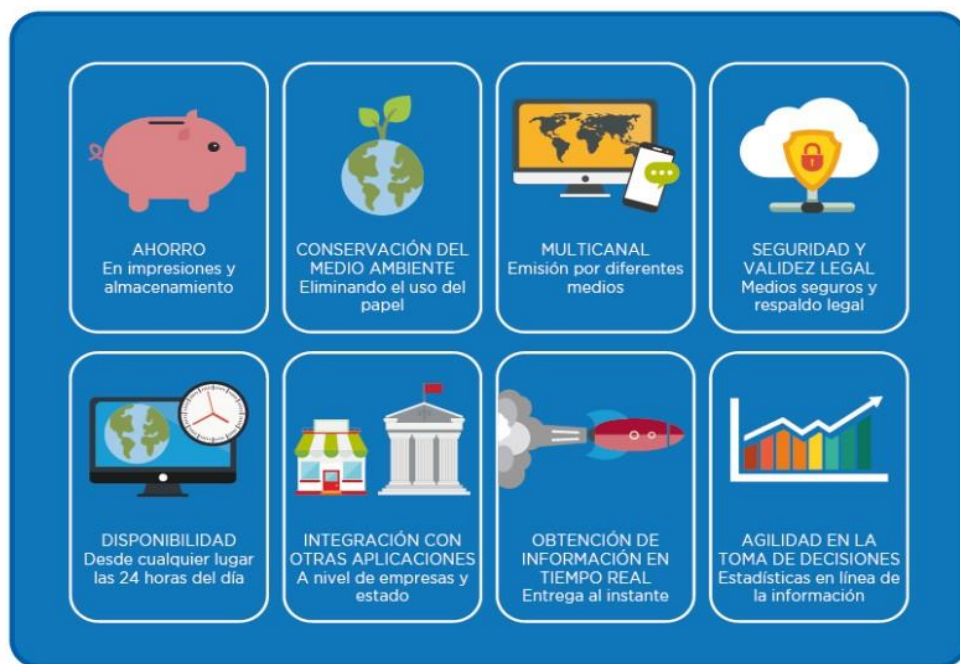 AHORRO
En impresiones y
almacenamiento
CONSERVACIÓN DEL
MEDIO AMBIENTE
Eliminando el uso del
papel
MULTICANAL
Emisión por diferentes
medios
SEGURIDAD Y
VALIDEZ LEGAL
Medios seguros y
respaldo legal
DISPONIBILIDAD
Desde cualquier lugar
las 24 horas del día
INTEGRACIÓN CON
OTRAS APLICACIONES
A nivel de empresas y
estado
OBTENCIÓN DE
INFORMACIÓN EN
TIEMPO REAL
Entrega al instante
AGILIDAD EN LA
TOMA DE DECISIONES
Estadísticas en línea de
la información